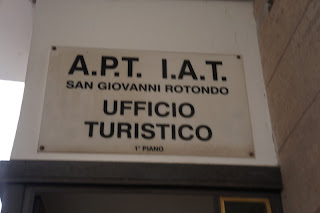 A.P.T. I.A.T.
SAN GIOVANNI ROTONDO
UFFICIO
TURISTICO
1° PIANO